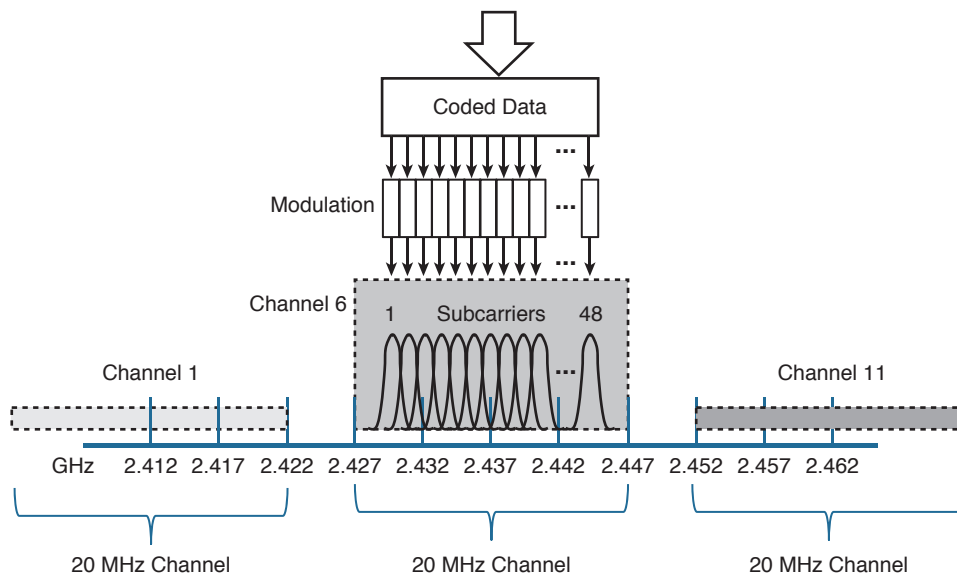 Coded Data
...
Modulation
...
...
Channel 6
1 Subcarriers 48
...
Channel 1
Channel 11
GHz 2.412 2.417 2.422 2.427 2.432 2.437 2.442 2.447 2.452 2.457 2.462
20 MHz Channel 20 MHz Channel 20 MHz Channel